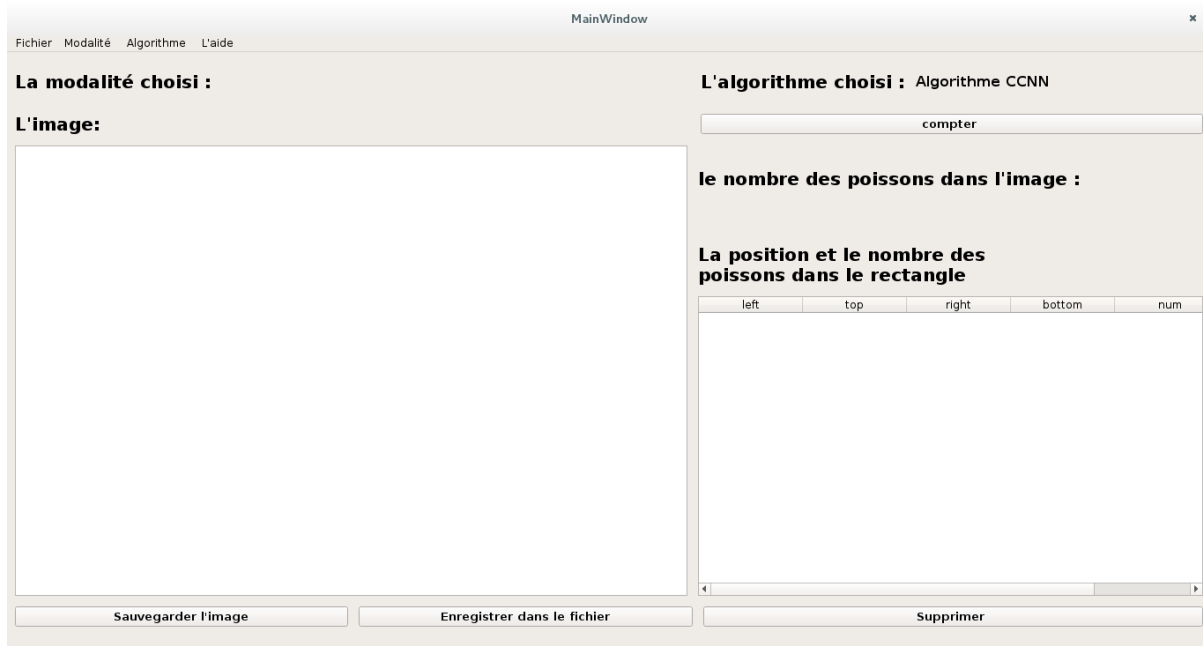 MainWindow
Fichier Modalité Algorithme L'aide
La modalité choisi :
L'algorithme choisi : Algorithme CCNN
L'image:
compter
le nombre des poissons dans l'image :
La position et le nombre des
poissons dans le rectangle
left top right bottom num
Sauvegarder l'image Enregistrer dans le fichier Supprimer